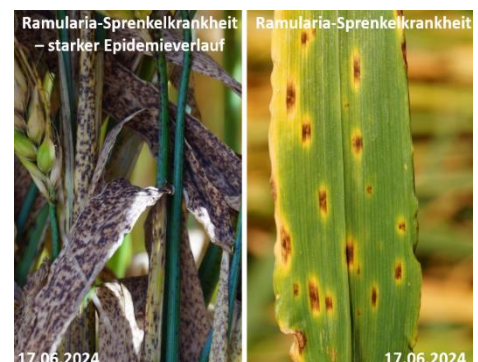 Ramularia-Sprenkelkrankheit
– starker Epidemieverlauf
17.06.2024
Ramularia-Sprenkelkrankheit
17.06.2024